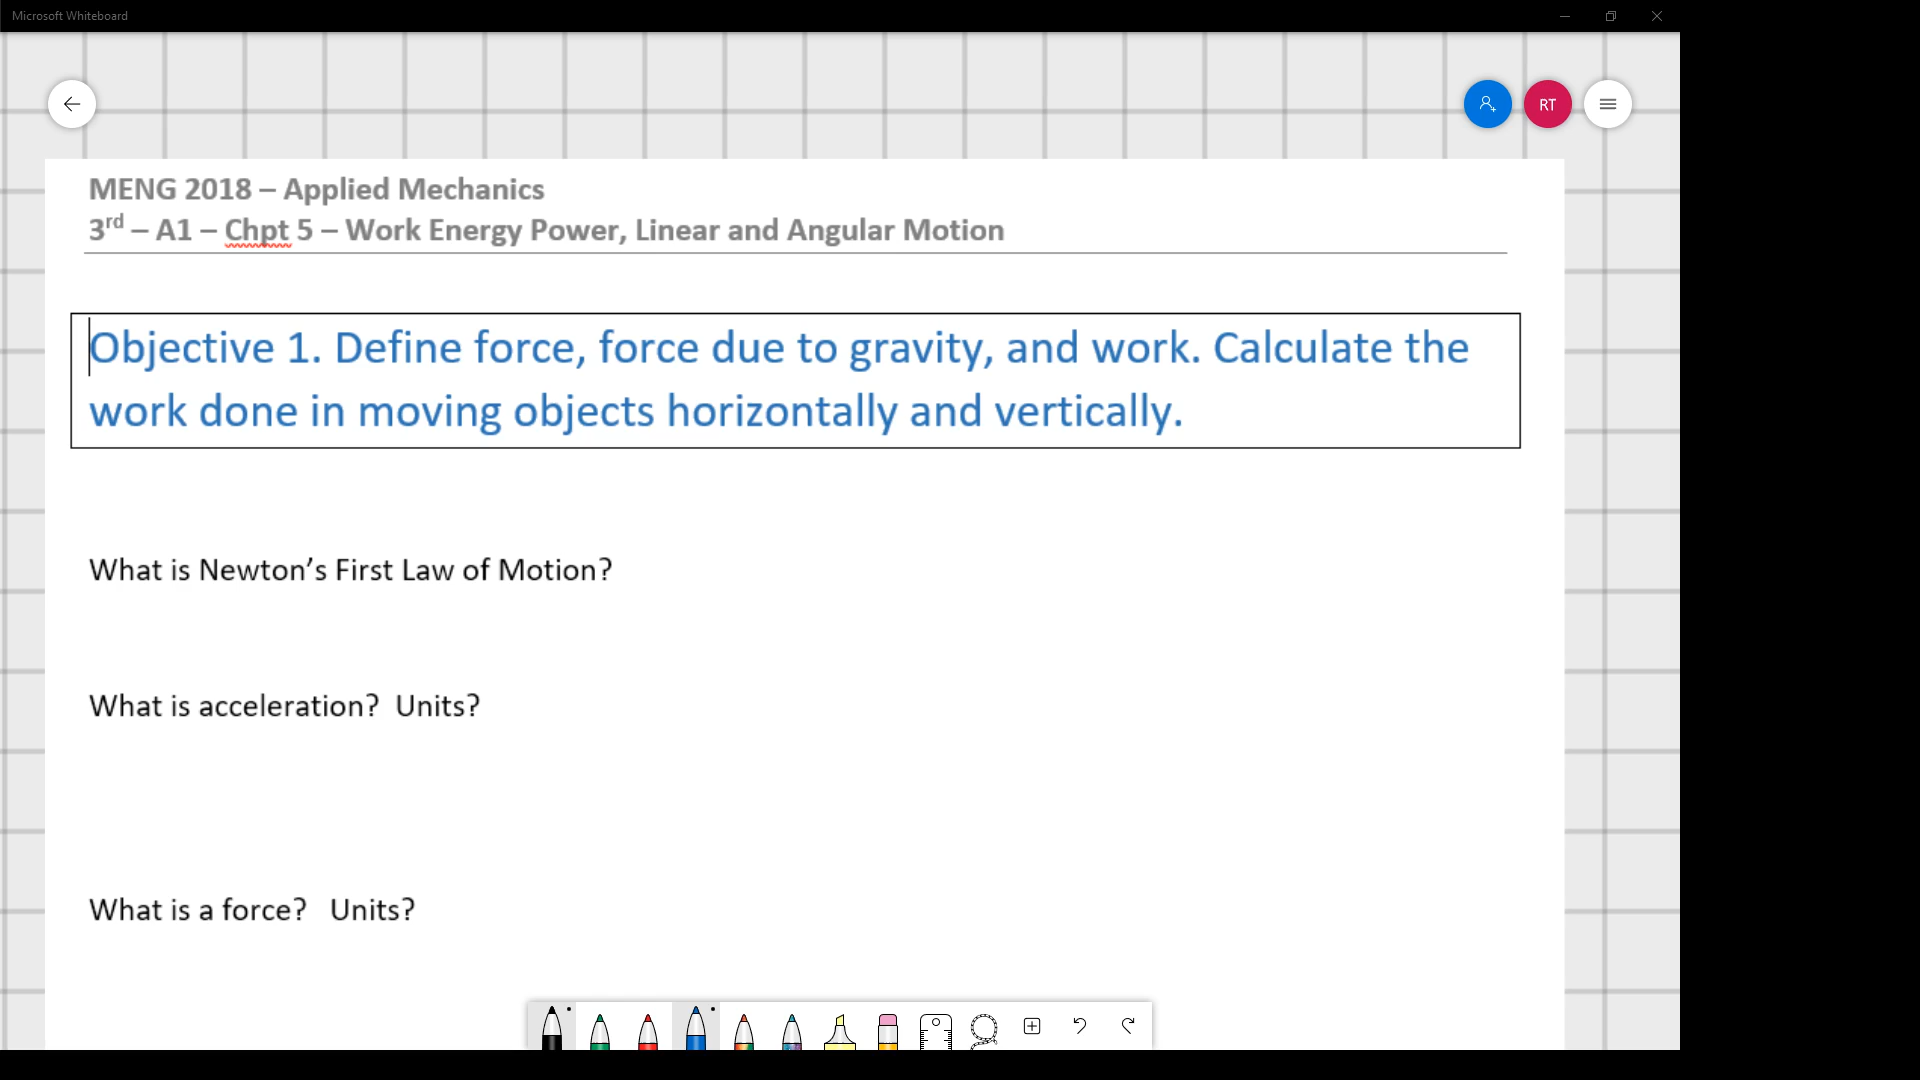 Microsoft Whiteboard
RT
MENG 2018 – Applied Mechanics
3rd – A1 – Chpt 5 – Work Energy Power, Linear and Angular Motion
Objective 1. Define force, force due to gravity, and work. Calculate the
work done in moving objects horizontally and vertically.
What is Newton’s First Law of Motion?
What is acceleration?  Units?
What is a force?   Units?